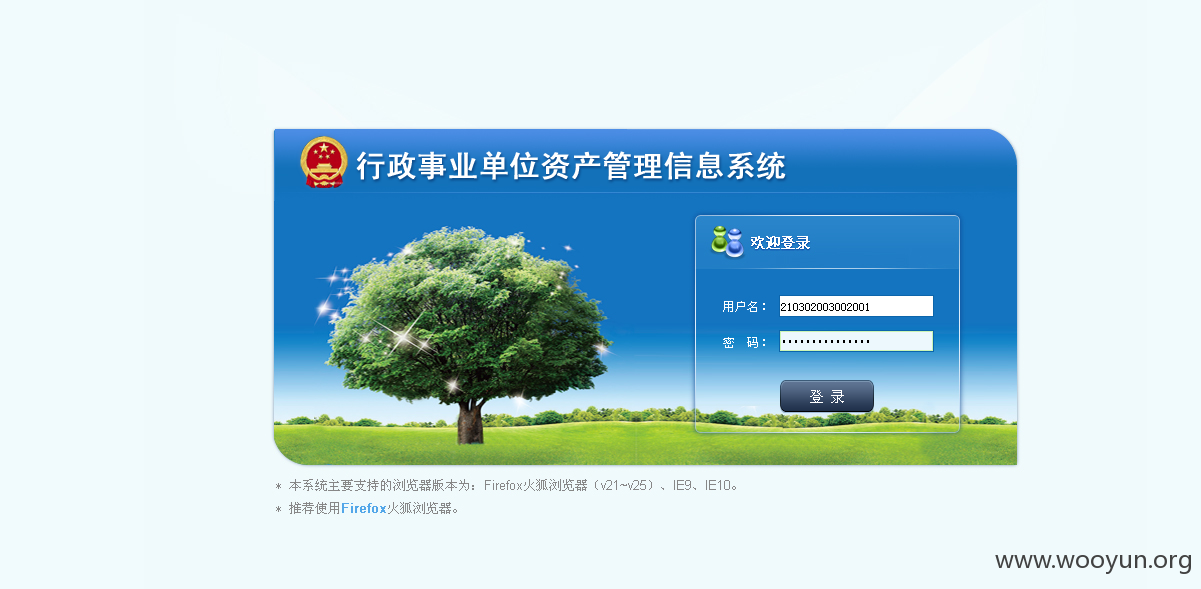 行政事业单位资产管理信息系统
欢迎登录
用户名： 210302003002001
密 码： •••••••••••••••
登 录
* 本系统主要支持的浏览器版本为：Firefox火狐浏览器（v21~v25）、IE9、IE10。
* 推荐使用Firefox火狐浏览器。
www.wooyun.org